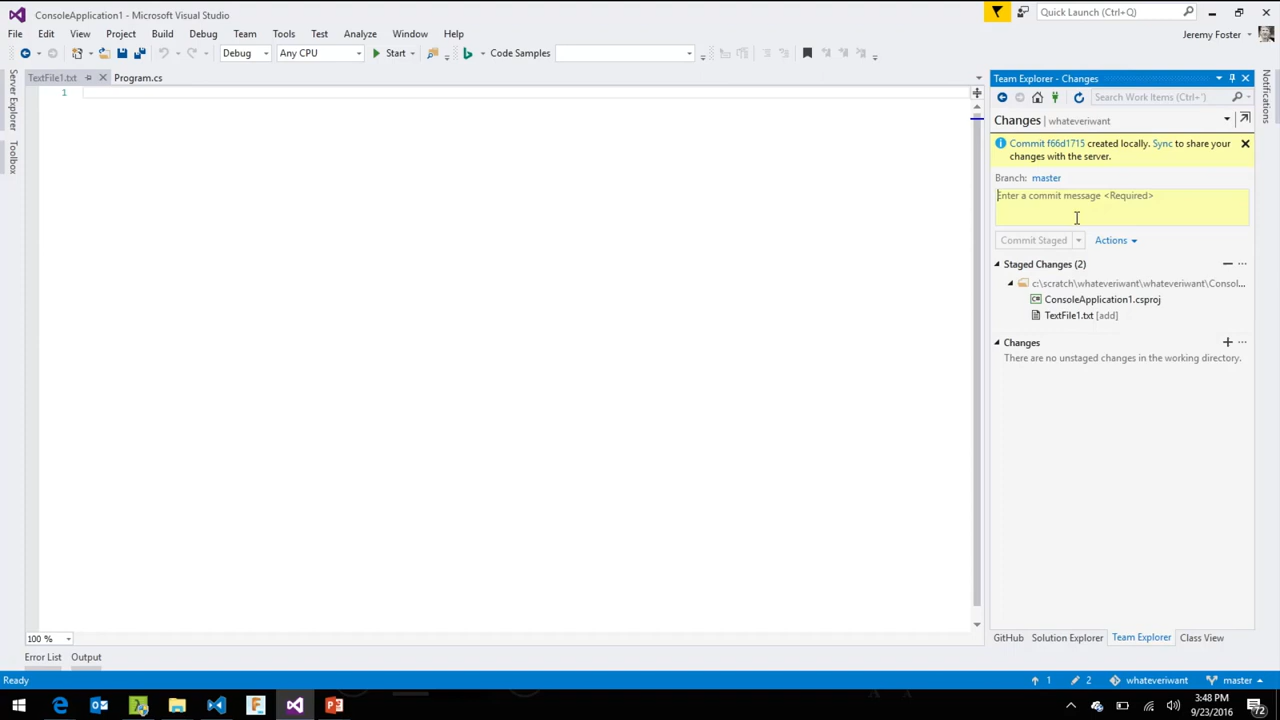 ConsoleApplication1 - Microsoft Visual Studio
Quick Launch (Ctrl+Q)
File Edit View Project Build Debug Team Tools Test Analyze Window Help
Jeremy Foster
Debug Any CPU Start Code Samples
TextFile1.txt Program.cs
Server Explorer
Toolbox
1
100 %
Team Explorer - Changes
Search Work Items (Ctrl+')
Changes | whateveriwant
Commit f66d1715 created locally. Sync to share your
changes with the server.
Branch: master
Enter a commit message <Required>
Commit Staged Actions
Staged Changes (2)
c:\scratch\whateveriwant\whateveriwant\Consol...
ConsoleApplication1.csproj
TextFile1.txt [add]
Changes
There are no unstaged changes in the working directory.
Notifications
GitHub Solution Explorer Team Explorer Class View
Error List Output
Ready 1 2 whateveriwant master
3:48 PM
9/23/2016
72